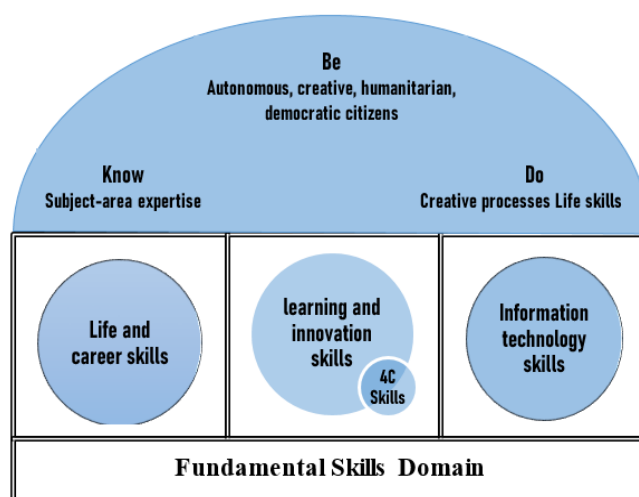 Be
Autonomous, creative, humanitarian,
democratic citizens
Know
Subject-area expertise
Do
Creative processes Life skills
Life and
career skills
learning and
innovation
skills
4C
Skills
Information
technology
skills
Fundamental Skills Domain